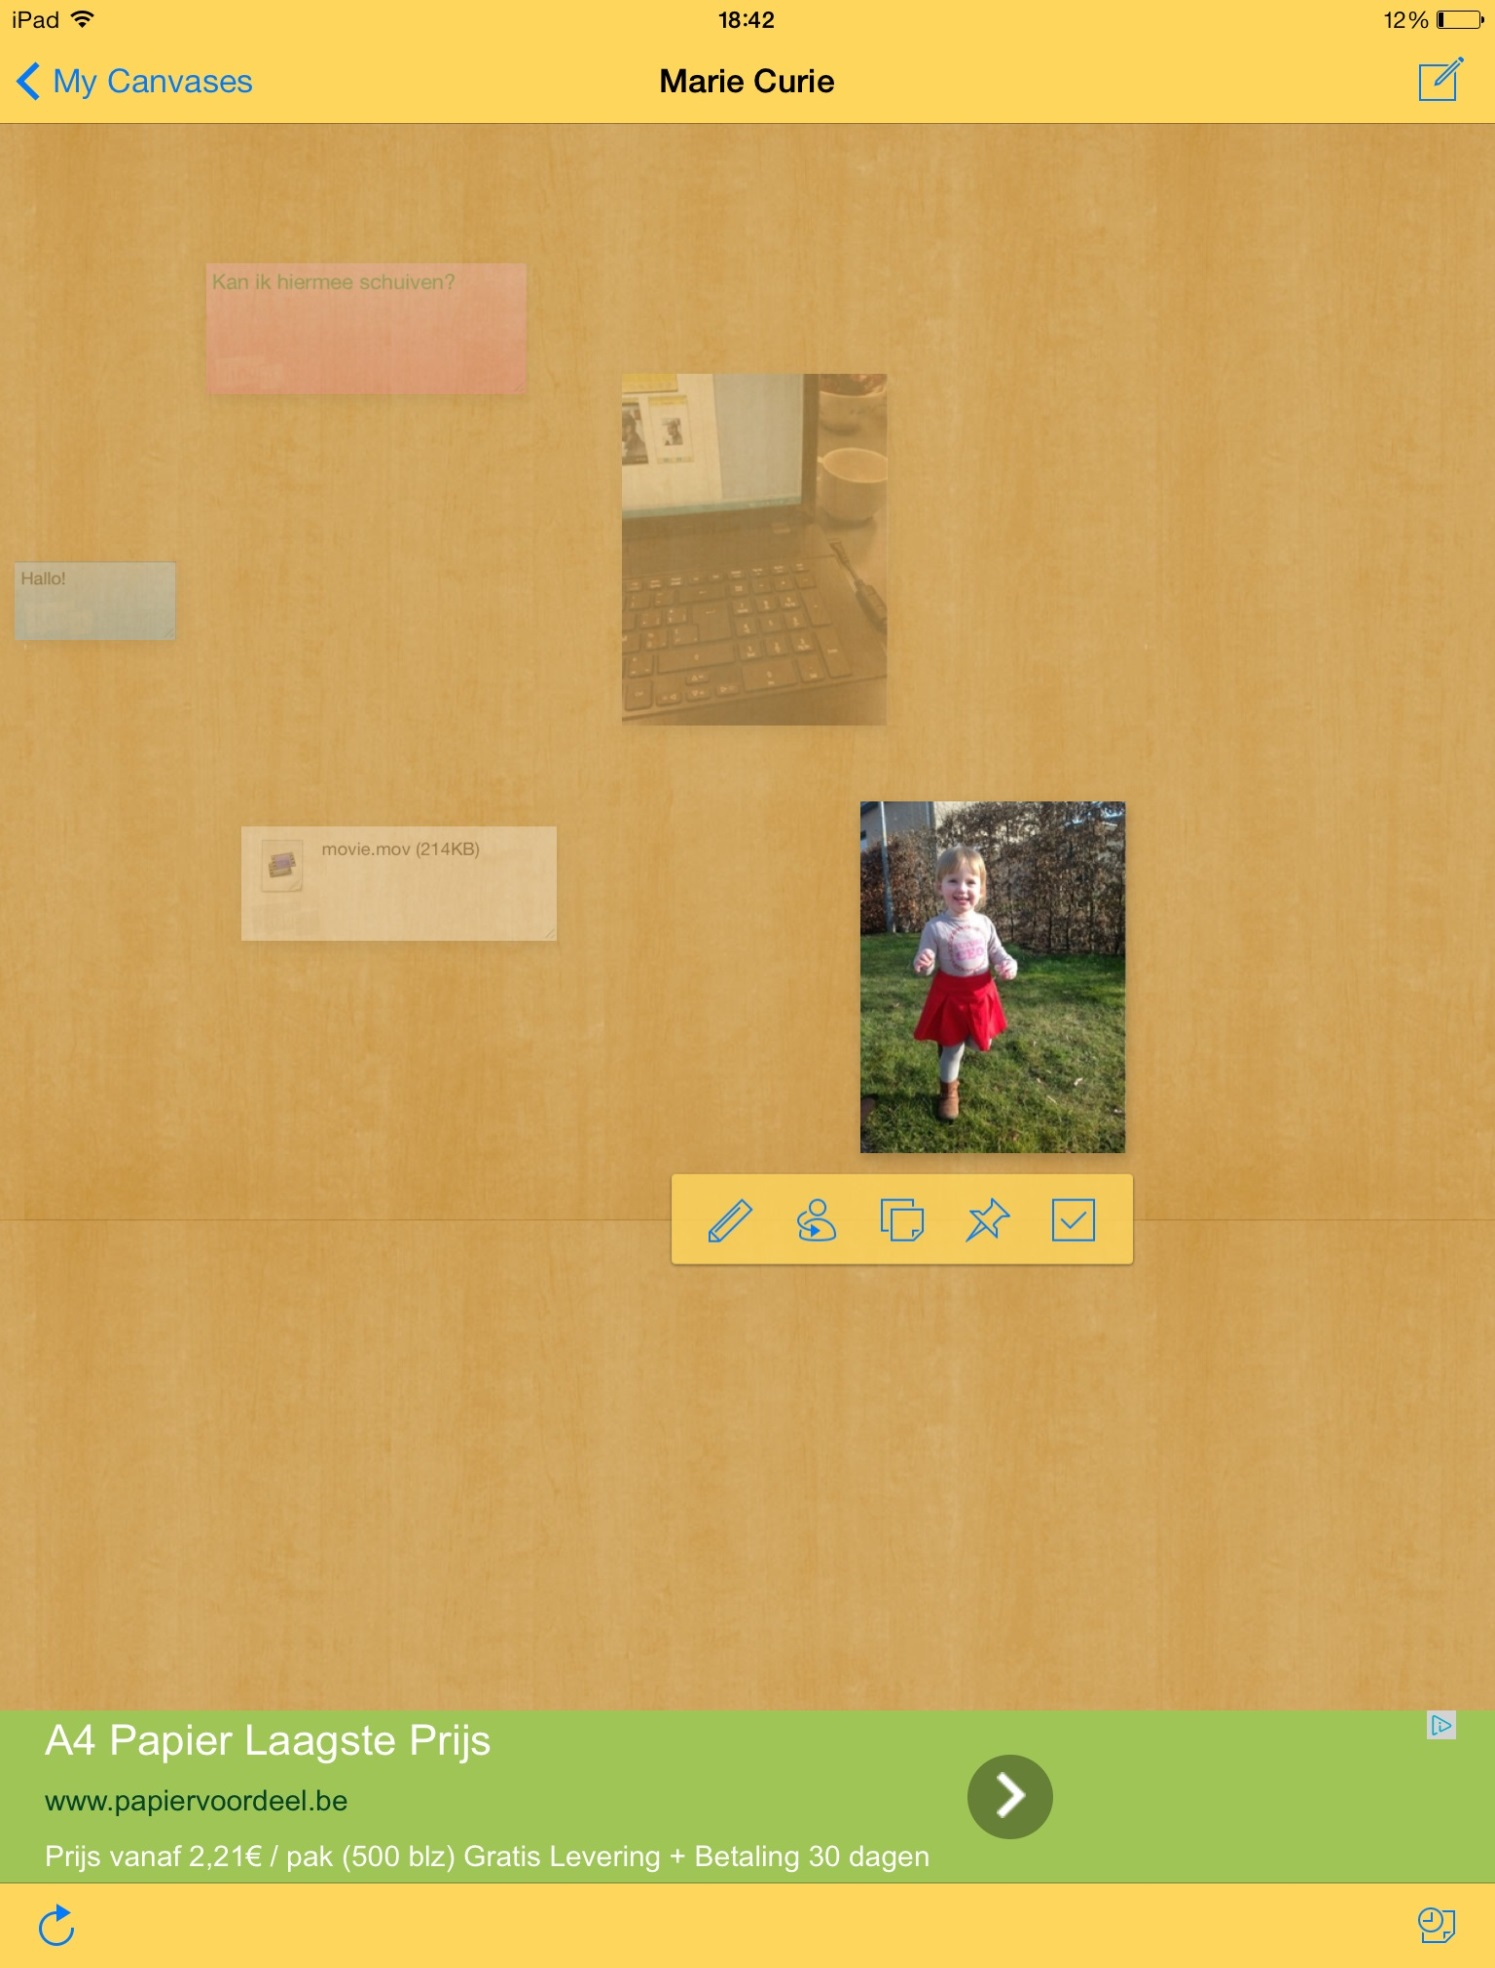 iPad 18:42 12%
My Canvases Marie Curie
Kan ik hiermee schuiven?
Hallo!
movie.mov (214KB)
A4 Papier Laagste Prijs
www.papiervoordeel.be
Prijs vanaf 2,21€ / pak (500 blz) Gratis Levering + Betaling 30 dagen